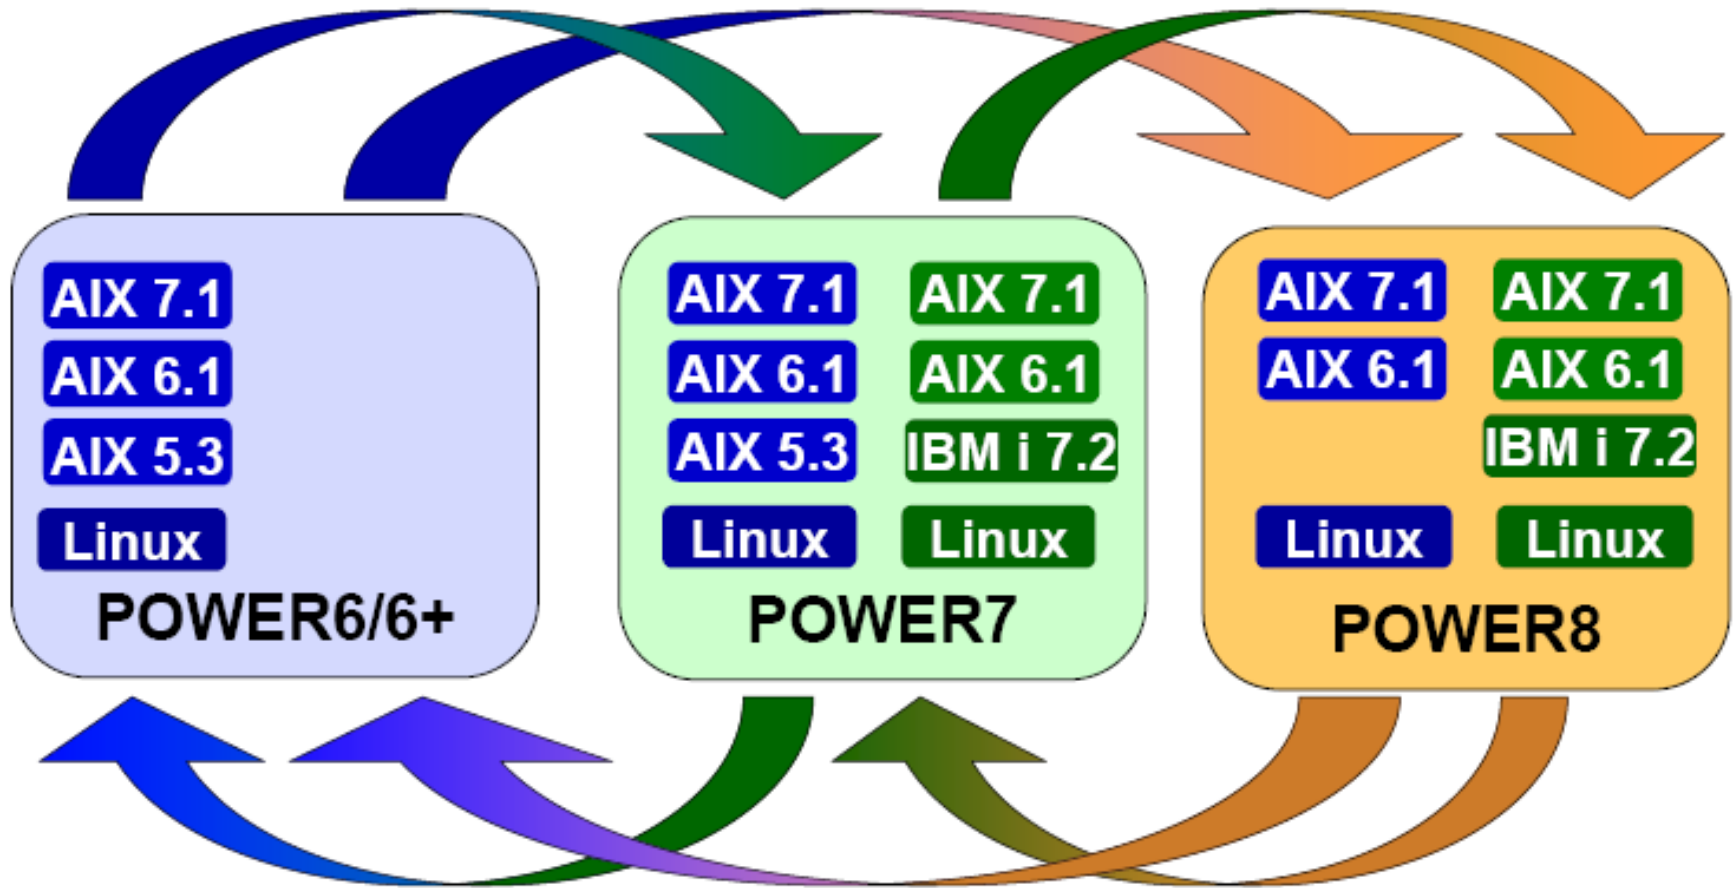 AIX 7.1
AIX 6.1
AIX 5.3
Linux
POWER6/6+
AIX 7.1 AIX 7.1
AIX 6.1 AIX 6.1
AIX 5.3 IBM i 7.2
Linux Linux
POWER7
AIX 7.1 AIX 7.1
AIX 6.1 AIX 6.1
IBM i 7.2
Linux Linux
POWER8